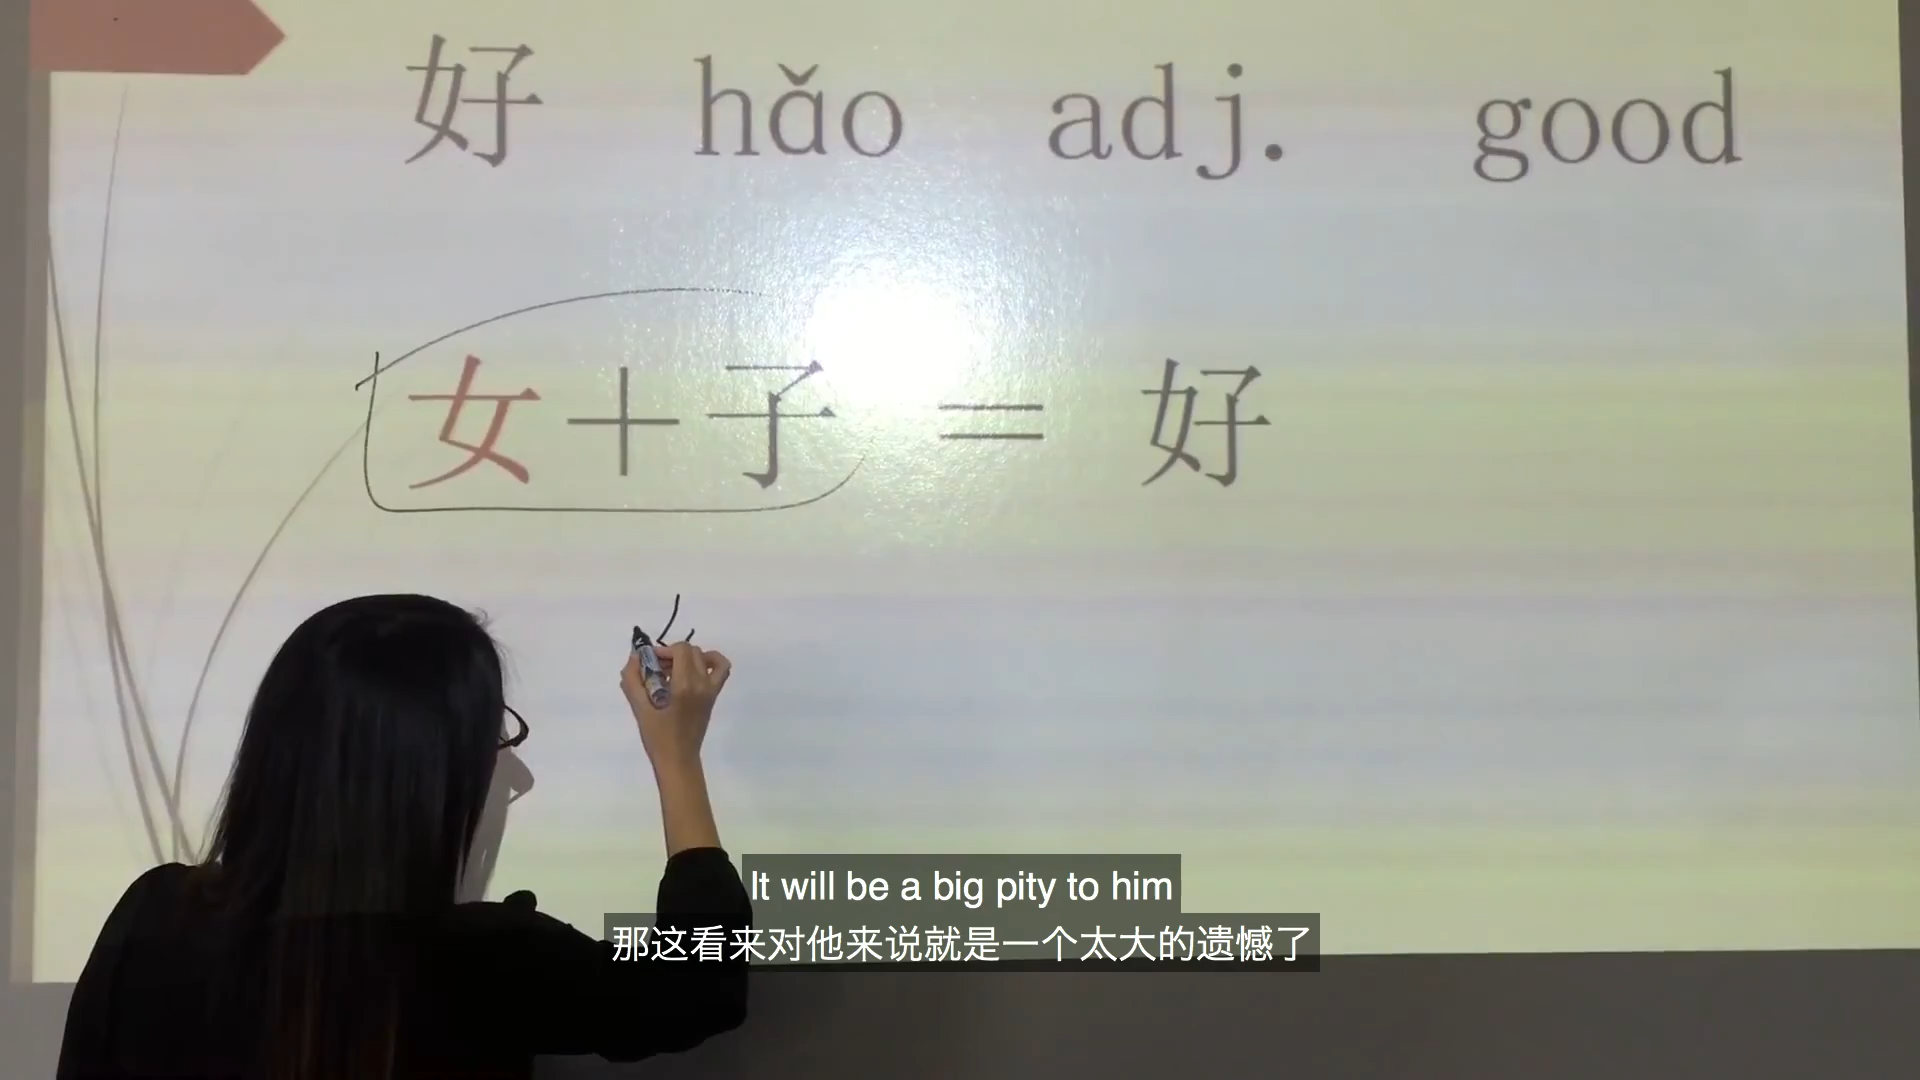 好 hǎo adj. good
女+子 = 好
It will be a big pity to him
那这看来对他来说就是一个太大的遗憾了